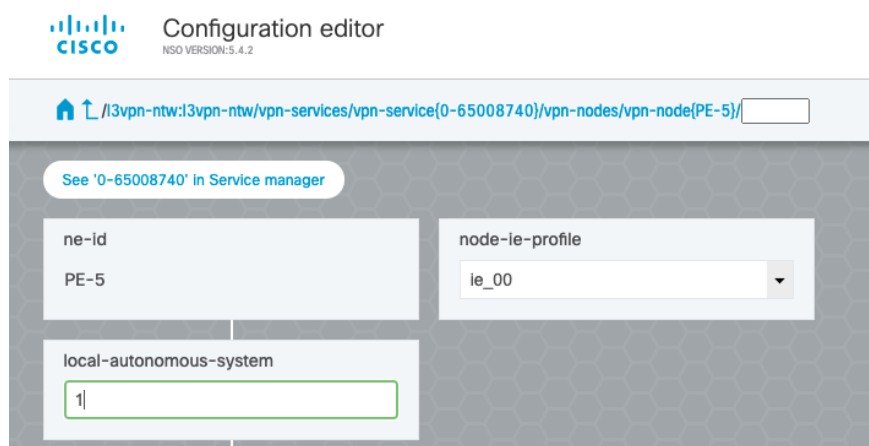 CISCO
Configuration editor
NSO VERSION:5.4.2
/l3vpn-ntw:l3vpn-ntw/vpn-services/vpn-service{0-65008740}/vpn-nodes/vpn-node{PE-5}/
See '0-65008740' in Service manager
ne-id
PE-5
node-ie-profile
ie_00
local-autonomous-system
1